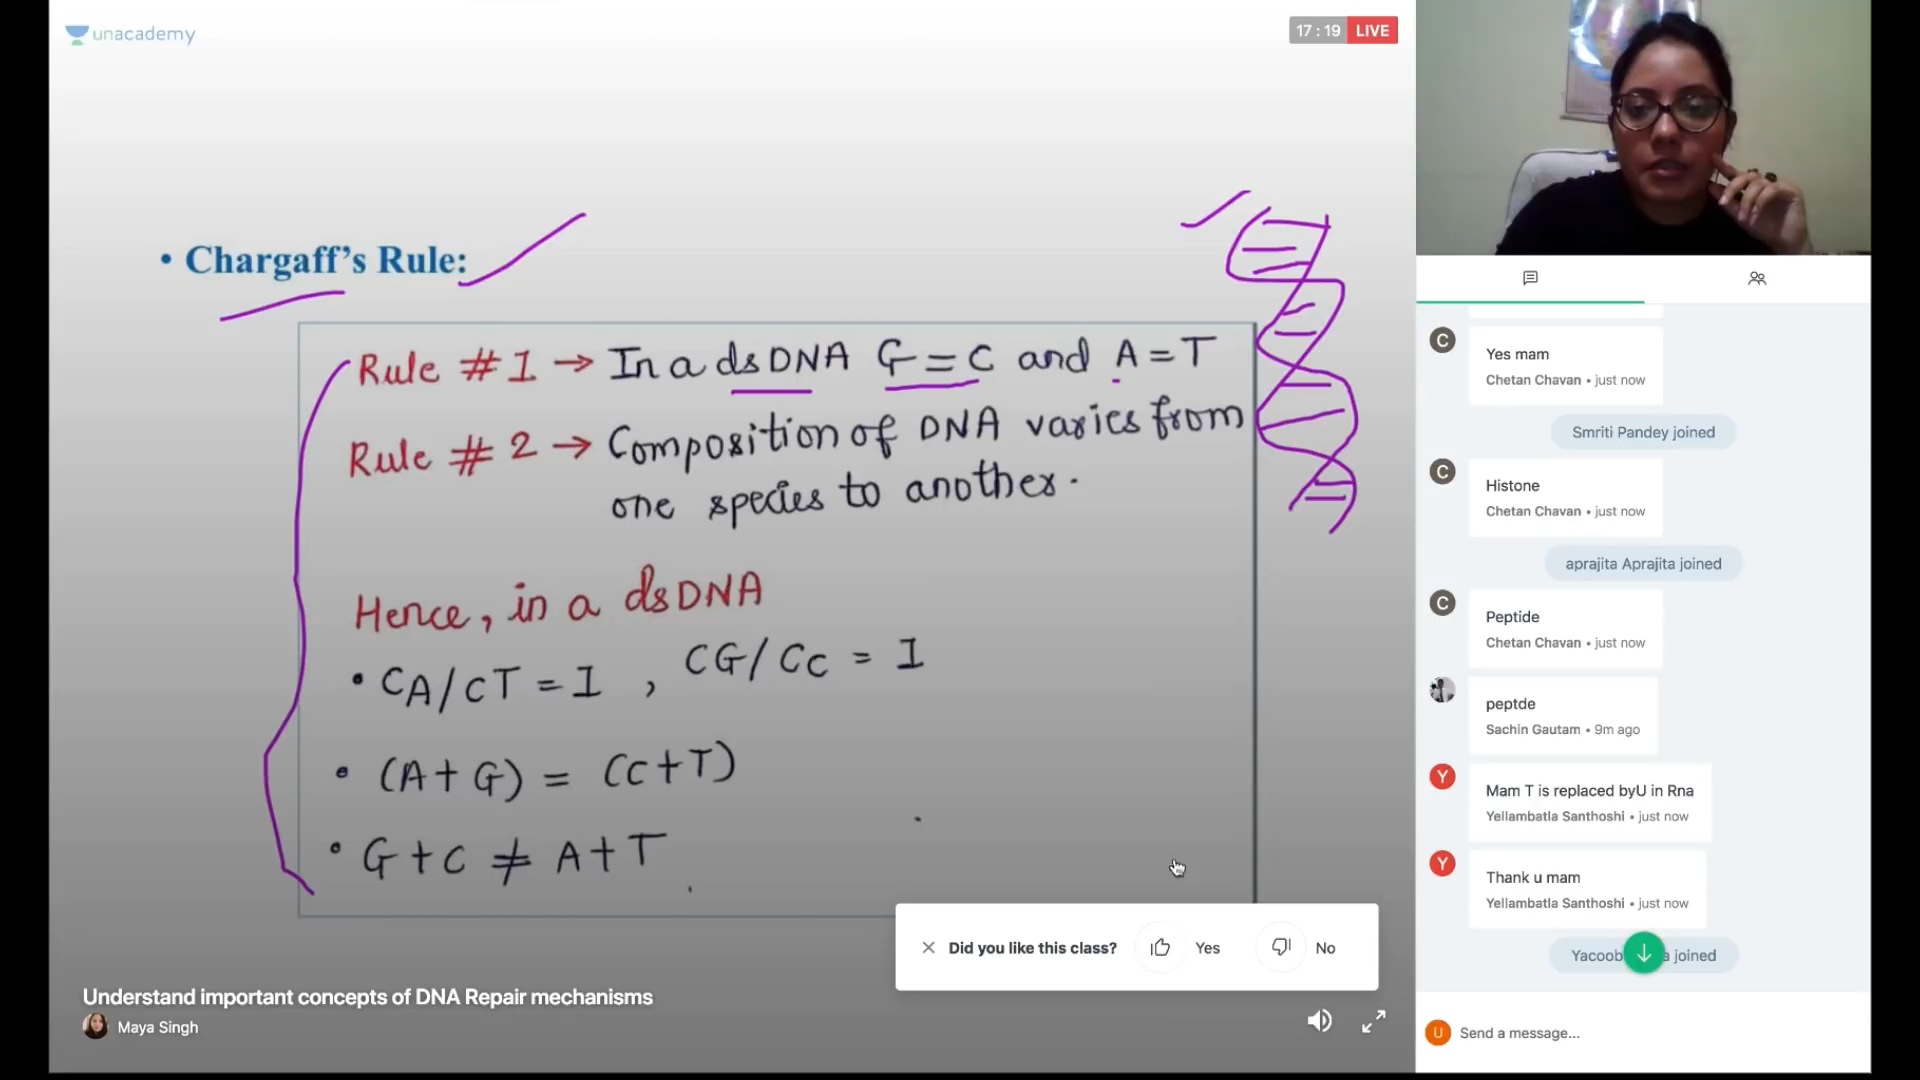 unacademy
17 : 19 LIVE
• Chargaff's Rule:
Rule #1 → In a dsDNA G = C and A = T
Rule #2 → Composition of DNA varies from
one species to another.
Hence, in a dsDNA
• CA/CT = I , CG/CC = I
• (A+G) = (C+T)
• G+C ≠ A+T
Did you like this class? Yes No
Understand important concepts of DNA Repair mechanisms
Maya Singh
C
Yes mam
Chetan Chavan • just now
Smriti Pandey joined
C
Histone
Chetan Chavan • just now
aprajita Aprajita joined
C
Peptide
Chetan Chavan • just now
peptde
Sachin Gautam • 9m ago
Y
Mam T is replaced byU in Rna
Yellambatla Santhoshi • just now
Y
Thank u mam
Yellambatla Santhoshi • just now
joined
U
Send a message...